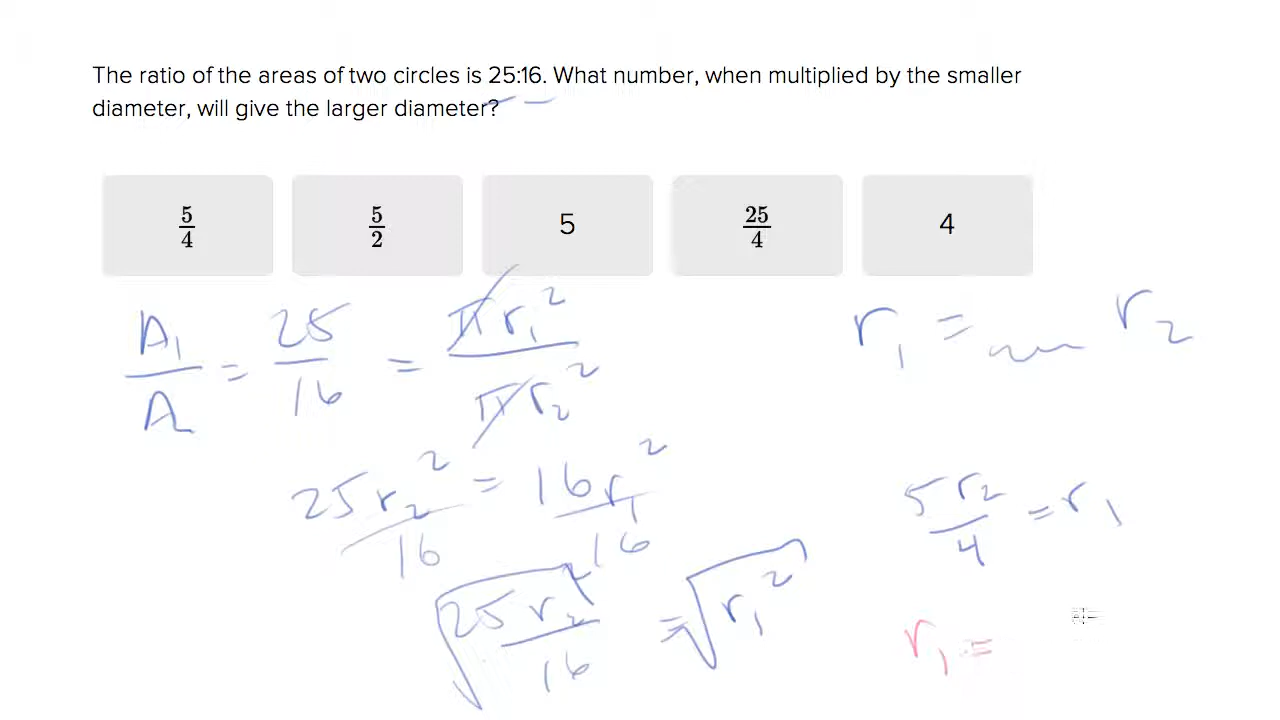 The ratio of the areas of two circles is 25:16. What number, when multiplied by the smaller
diameter, will give the larger diameter?
5/4 5/2 5 25/4 4
A₁/A = 25/16 = πr₁²/πr₂²
r₁ = r₂
25r₂²/16 = 16r₁²/16
5r₂/4 = r₁
√(25r₂²/16) = √(r₁²)
r₁ =